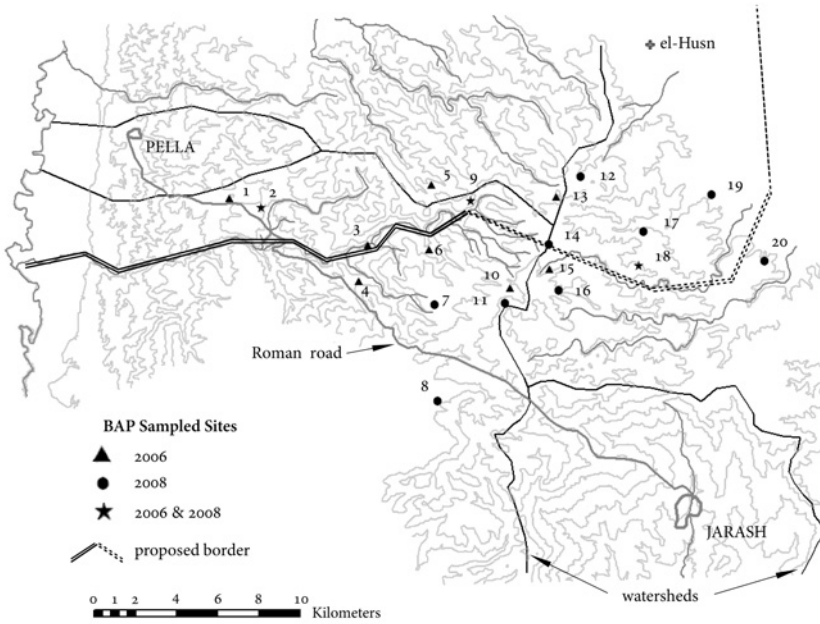 el-Husn
PELLA
1
2
3
4
5
6
7
8
9
10
11
12
13
14
15
16
17
18
19
20
Roman road
BAP Sampled Sites
2006
2008
2006 & 2008
proposed border
JARASH
watersheds
0 1 2 4 6 8 10
Kilometers